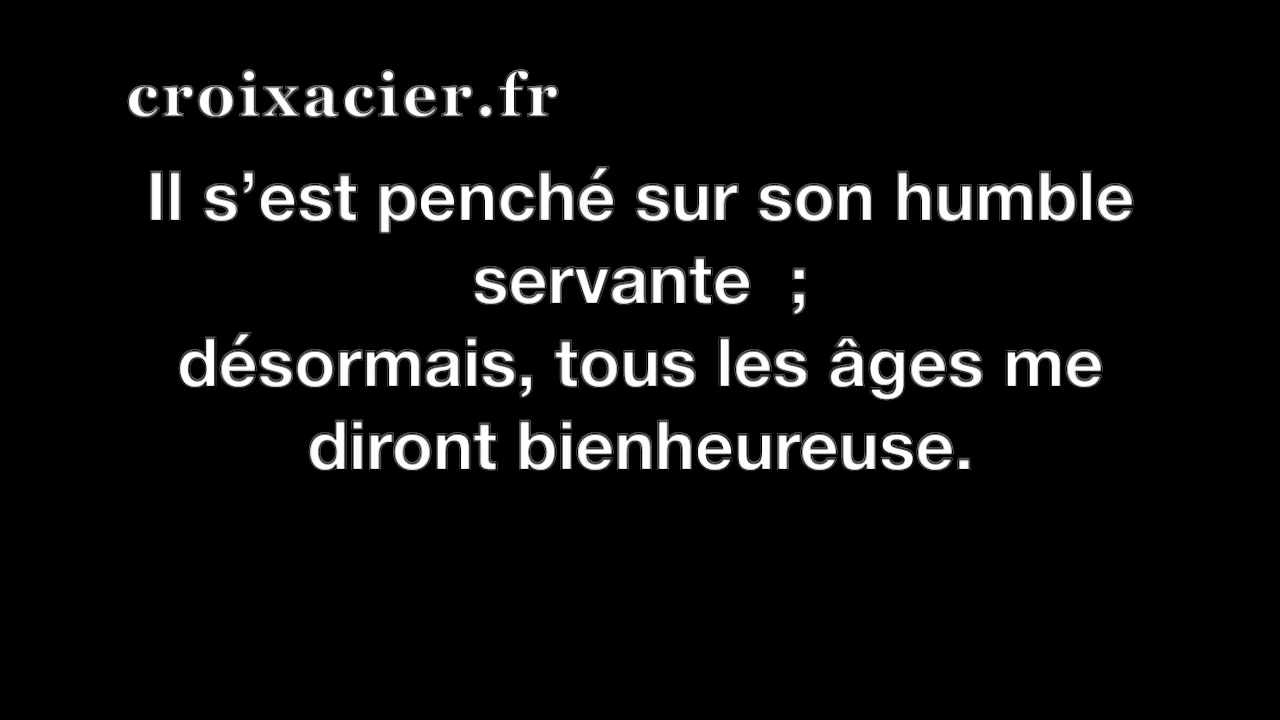 croixacier.fr
Il s’est penché sur son humble
servante  ;
désormais, tous les âges me
diront bienheureuse.